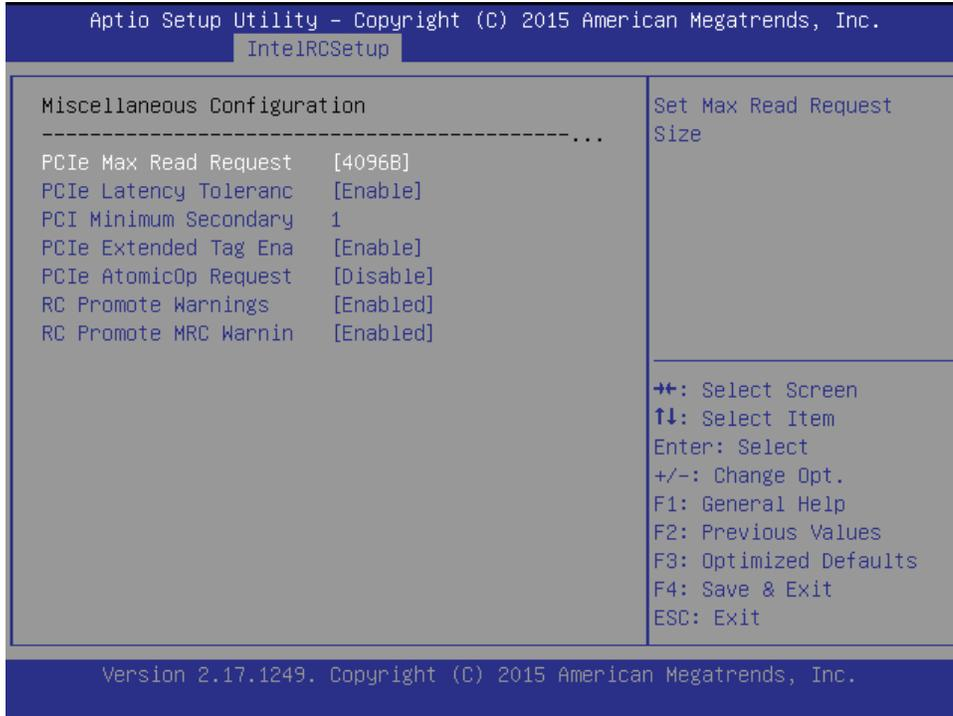 Aptio Setup Utility – Copyright (C) 2015 American Megatrends, Inc.
IntelRCSetup
Miscellaneous Configuration
--------------------------------------------...
PCIe Max Read Request [4096B]
PCIe Latency Toleranc [Enable]
PCI Minimum Secondary 1
PCIe Extended Tag Ena [Enable]
PCIe AtomicOp Request [Disable]
RC Promote Warnings [Enabled]
RC Promote MRC Warnin [Enabled]
Set Max Read Request
Size
→←: Select Screen
↑↓: Select Item
Enter: Select
+/-: Change Opt.
F1: General Help
F2: Previous Values
F3: Optimized Defaults
F4: Save & Exit
ESC: Exit
Version 2.17.1249. Copyright (C) 2015 American Megatrends, Inc.